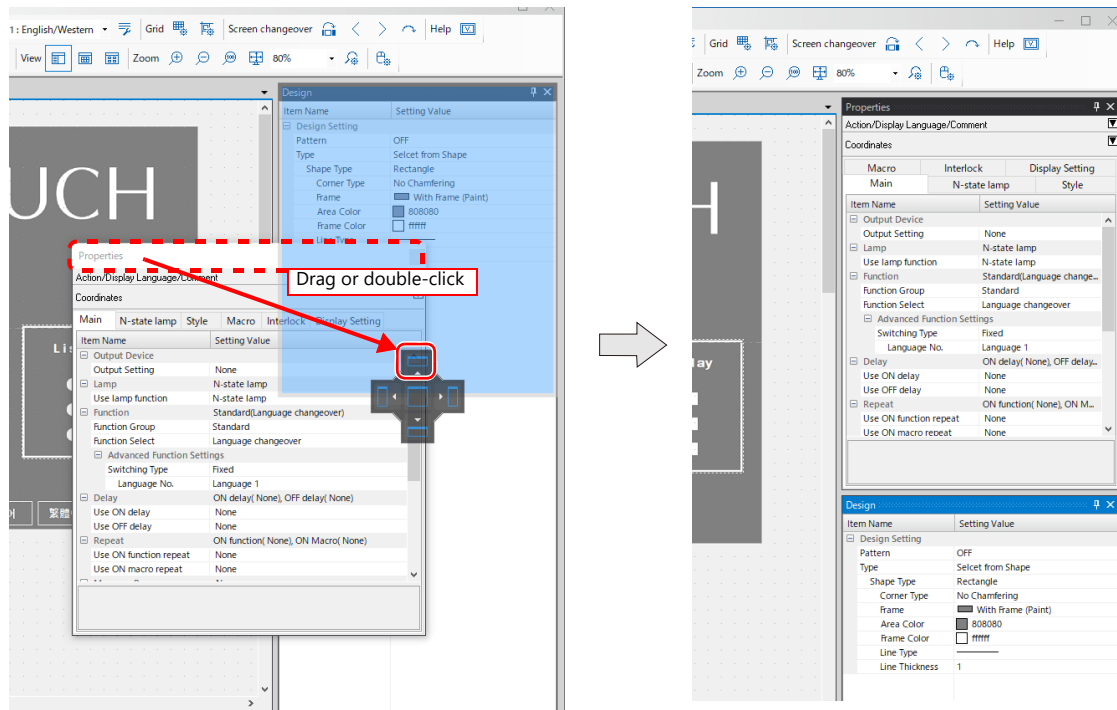 1 : English/Western Grid Screen changeover Help
View Zoom 80%
Design
Item Name Setting Value
Design Setting
Pattern OFF
Type Selcet from Shape
Shape Type Rectangle
Corner Type No Chamfering
Frame With Frame (Paint)
Area Color 808080
Frame Color ffffff
Line Type
UCH
Properties
Action/Display Language/Comment
Drag or double-click
Coordinates
Main N-state lamp Style Macro Interlock Display Setting
Item Name Setting Value
Output Device
Output Setting None
Lamp N-state lamp
Use lamp function N-state lamp
Function Standard(Language changeover)
Function Group Standard
Function Select Language changeover
Advanced Function Settings
Switching Type Fixed
Language No. Language 1
Delay ON delay( None), OFF delay( None)
Use ON delay None
Use OFF delay None
Repeat ON function( None), ON Macro( None)
Use ON function repeat None
Use ON macro repeat None
Lis
繁體
Grid Screen changeover Help
Zoom 80%
Properties
Action/Display Language/Comment
Coordinates
Macro Interlock Display Setting
Main N-state lamp Style
Item Name Setting Value
Output Device
Output Setting None
Lamp N-state lamp
Use lamp function N-state lamp
Function Standard(Language change...
Function Group Standard
Function Select Language changeover
Advanced Function Settings
Switching Type Fixed
Language No. Language 1
Delay ON delay( None), OFF delay...
Use ON delay None
Use OFF delay None
Repeat ON function( None), ON M...
Use ON function repeat None
Use ON macro repeat None
ay
Design
Item Name Setting Value
Design Setting
Pattern OFF
Type Selcet from Shape
Shape Type Rectangle
Corner Type No Chamfering
Frame With Frame (Paint)
Area Color 808080
Frame Color ffffff
Line Type
Line Thickness 1